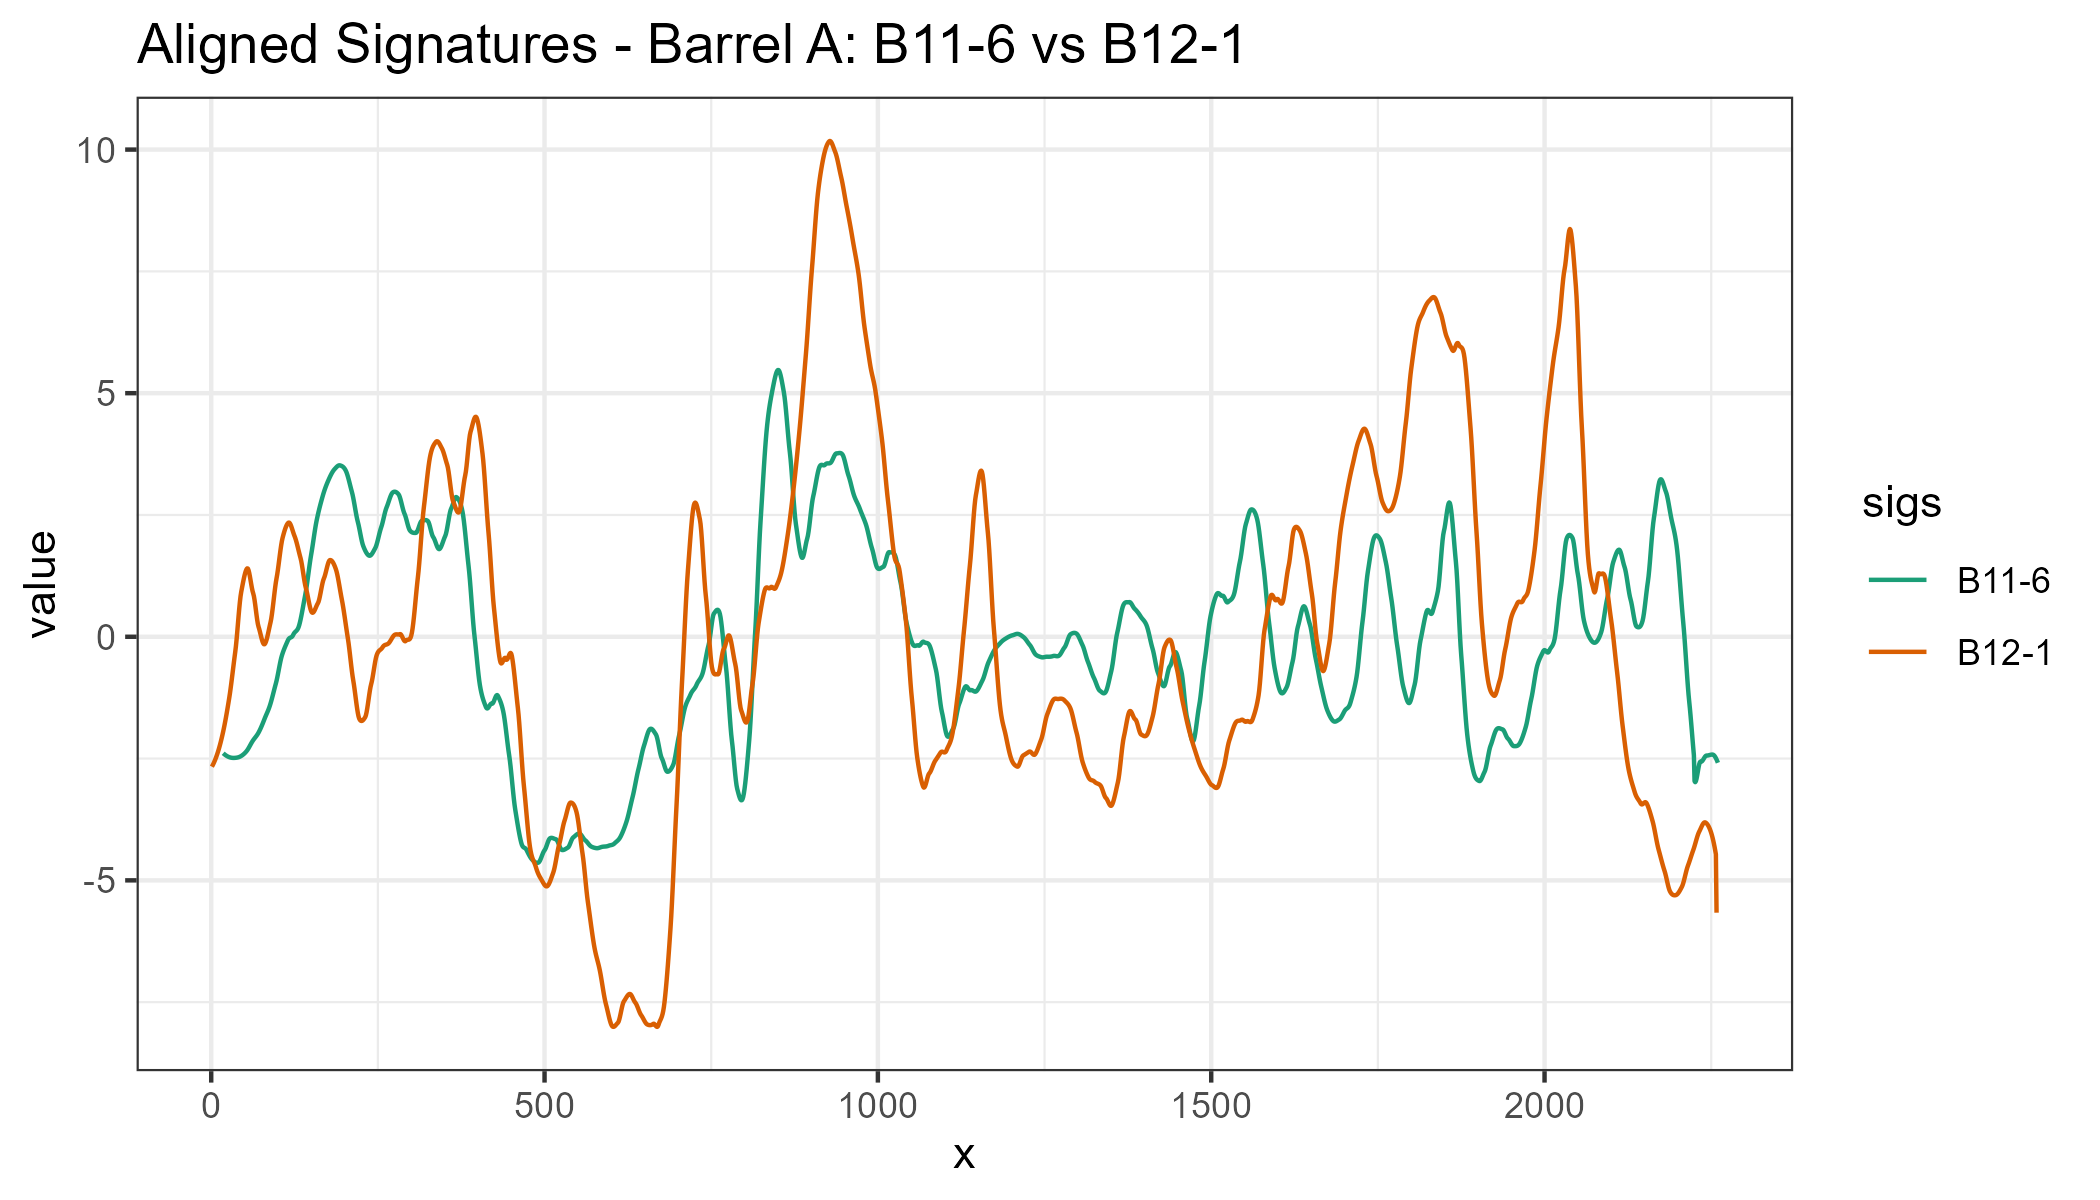 Aligned Signatures - Barrel A: B11-6 vs B12-1
10
5
0
-5
value
0 500 1000 1500 2000
x
sigs
B11-6
B12-1